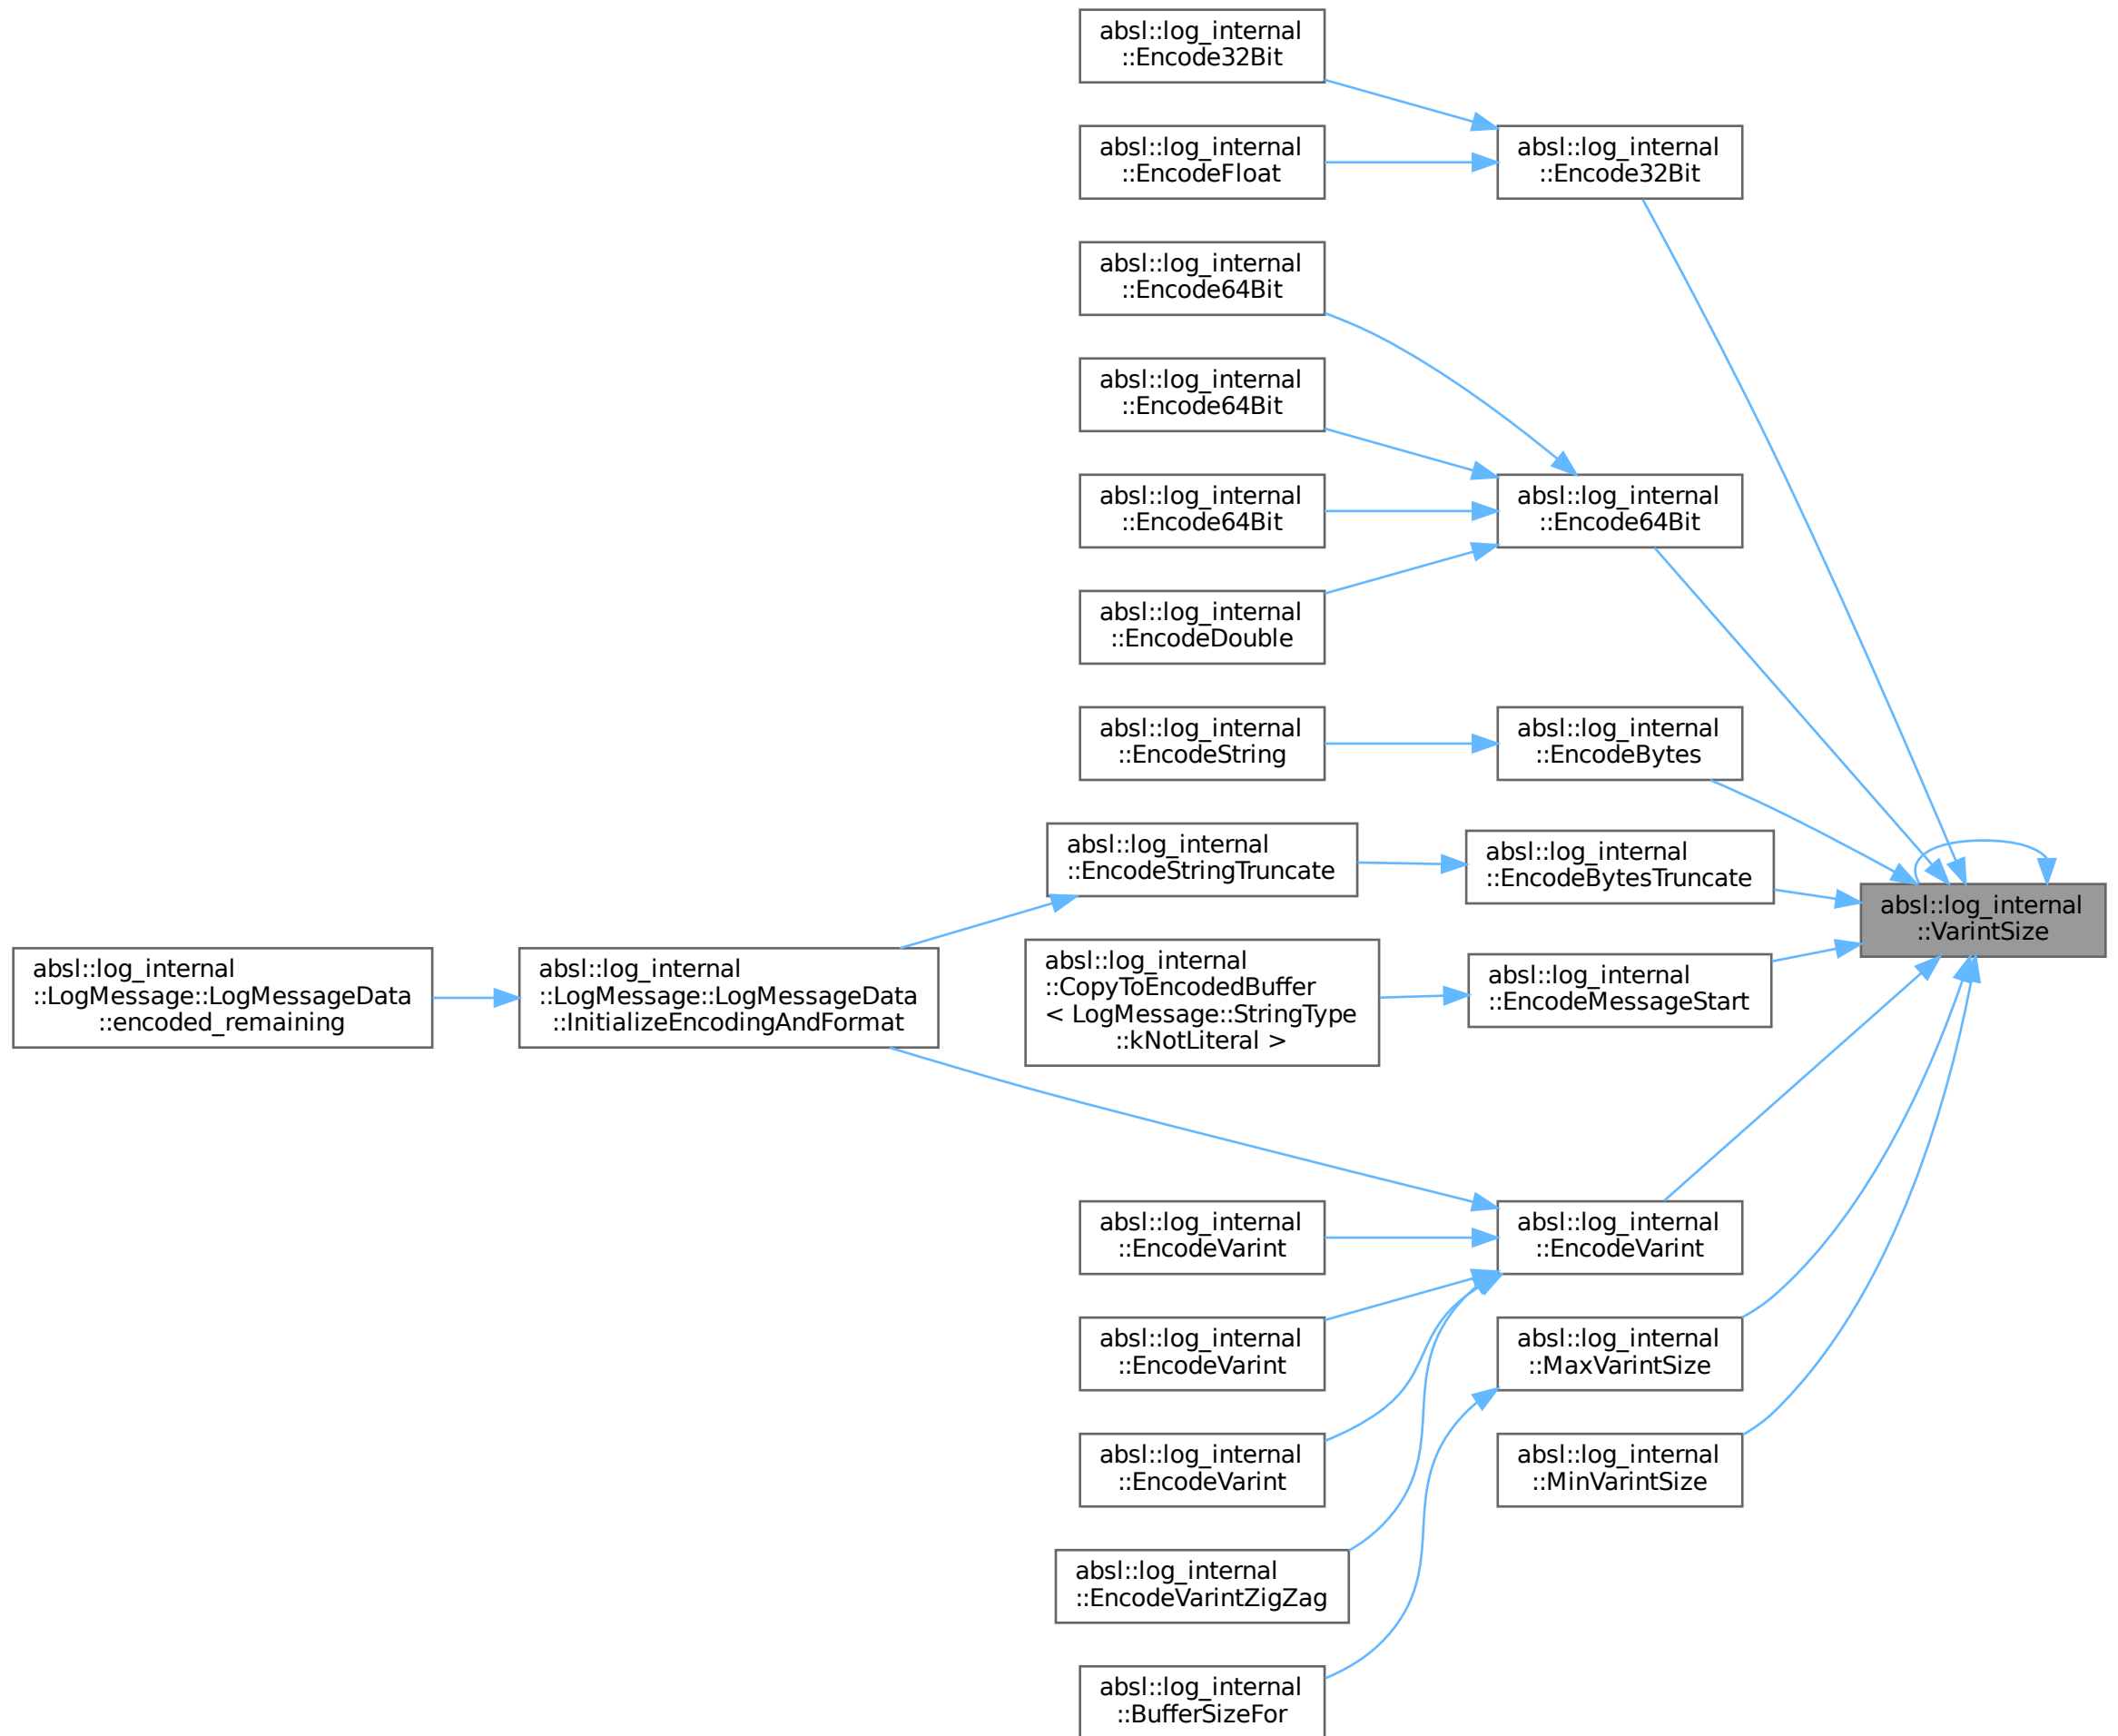 absl::log_internal
::Encode32Bit
absl::log_internal
::EncodeFloat
absl::log_internal
::Encode32Bit
absl::log_internal
::Encode64Bit
absl::log_internal
::Encode64Bit
absl::log_internal
::Encode64Bit
absl::log_internal
::Encode64Bit
absl::log_internal
::EncodeDouble
absl::log_internal
::EncodeString
absl::log_internal
::EncodeBytes
absl::log_internal
::EncodeStringTruncate
absl::log_internal
::EncodeBytesTruncate
absl::log_internal
::VarintSize
absl::log_internal
::LogMessage::LogMessageData
::encoded_remaining
absl::log_internal
::LogMessage::LogMessageData
::InitializeEncodingAndFormat
absl::log_internal
::CopyToEncodedBuffer
< LogMessage::StringType
::kNotLiteral >
absl::log_internal
::EncodeMessageStart
absl::log_internal
::EncodeVarint
absl::log_internal
::EncodeVarint
absl::log_internal
::EncodeVarint
absl::log_internal
::MaxVarintSize
absl::log_internal
::EncodeVarint
absl::log_internal
::MinVarintSize
absl::log_internal
::EncodeVarintZigZag
absl::log_internal
::BufferSizeFor